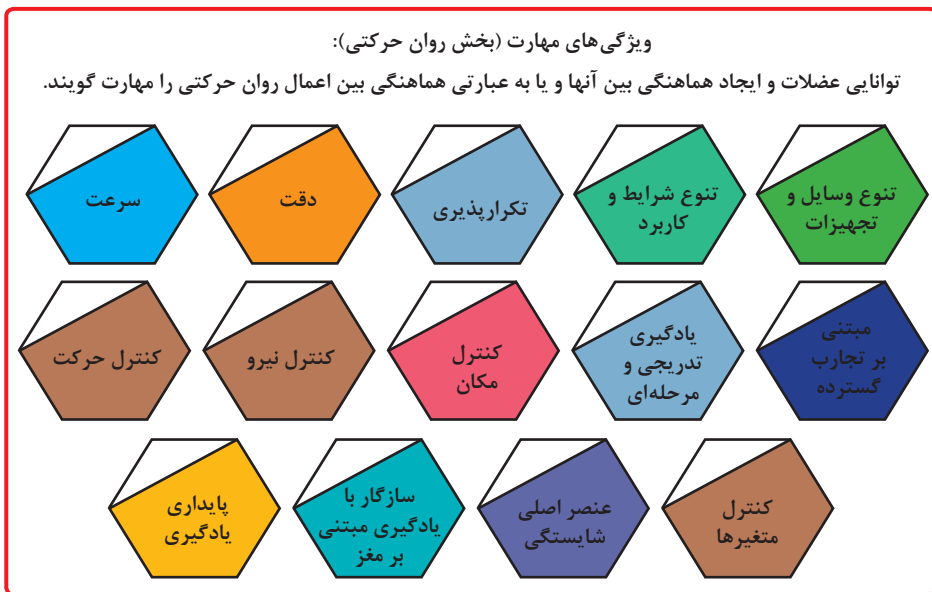 ویژگی‌های مهارت (بخش روان حرکتی):
توانایی عضلات و ایجاد هماهنگی بین آنها و یا به عبارتی هماهنگی بین اعمال روان حرکتی را مهارت گویند.
تنوع وسایل و
تجهیزات
تنوع شرایط و
کاربرد
تکرارپذیری
دقت
سرعت
مبتنی
بر تجارب
گسترده
یادگیری
تدریجی و
مرحله‌ای
کنترل
مکان
کنترل نیرو
کنترل حرکت
کنترل
متغیرها
عنصر اصلی
شایستگی
سازگار با
یادگیری مبتنی
بر مغز
پایداری
یادگیری